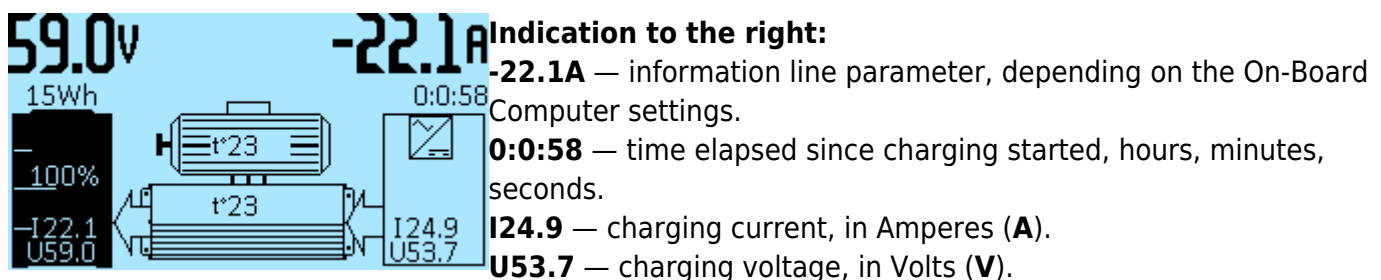 59.0V
-22.1A
15Wh
0:0:58
t°23
100%
t°23
I22.1
U59.0
I24.9
U53.7
Indication to the right:
-22.1A — information line parameter, depending on the On-Board
Computer settings.
0:0:58 — time elapsed since charging started, hours, minutes,
seconds.
I24.9 — charging current, in Amperes (A).
U53.7 — charging voltage, in Volts (V).